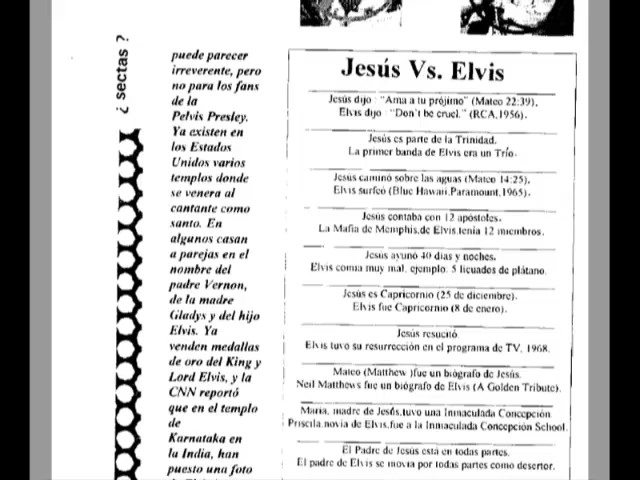 ¿ sectas ?
puede parecer
irreverente, pero
no para los fans
de la
Pelvis Presley.
Ya existen en
los Estados
Unidos varios
templos donde
se venera al
cantante como
santo. En
algunos casan
a parejas en el
nombre del
padre Vernon,
de la madre
Gladys y del hijo
Elvis. Ya
venden medallas
de oro del King y
Lord Elvis, y la
CNN reportó
que en el templo
de
Karnataka en
la India, han
puesto una foto
Jesús Vs. Elvis
Jesús dijo : “Ama a tu prójimo” (Mateo 22:39).
Elvis dijo : “Don't be cruel.” (RCA,1956).
Jesús es parte de la Trinidad.
La primer banda de Elvis era un Trío.
Jesús caminó sobre las aguas (Mateo 14:25).
Elvis surfeó (Blue Hawaii,Paramount,1965).
Jesús contaba con 12 apóstoles.
La Mafia de Memphis,de Elvis,tenía 12 miembros.
Jesús ayunó 40 días y noches.
Elvis comía muy mal, ejemplo: 5 licuados de plátano.
Jesús es Capricornio (25 de diciembre).
Elvis fue Capricornio (8 de enero).
Jesús resucitó
Elvis tuvo su resurrección en el programa de TV, 1968.
Mateo (Matthew )fue un biógrafo de Jesús.
Neil Matthews fue un biógrafo de Elvis (A Golden Tribute).
María, madre de Jesús,tuvo una Inmaculada Concepción
Priscila,novia de Elvis,fue a la Inmaculada Concepción School.
El Padre de Jesús está en todas partes.
El padre de Elvis se movía por todas partes como desertor.